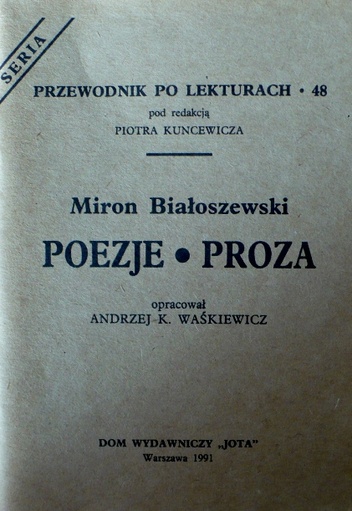 SERIA
PRZEWODNIK PO LEKTURACH • 48
pod redakcją
PIOTRA KUNCEWICZA
Miron Białoszewski
POEZJE • PROZA
opracował
ANDRZEJ K. WAŚKIEWICZ
DOM WYDAWNICZY „JOTA”
Warszawa 1991